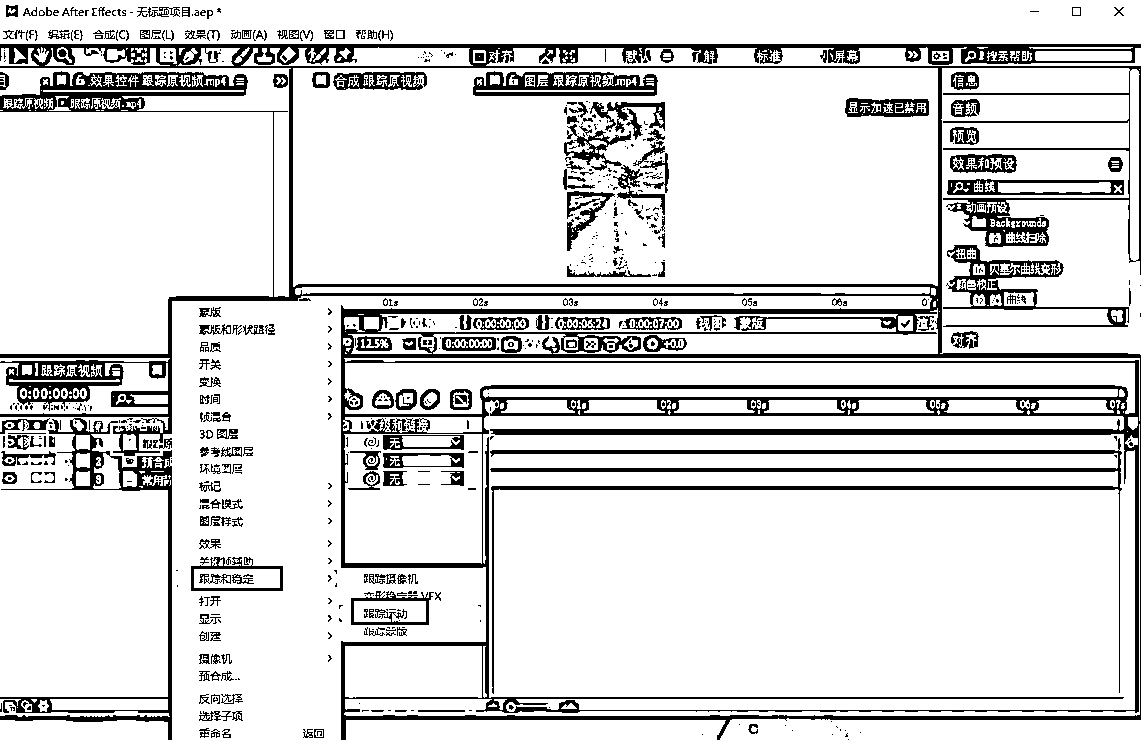 Adobe After Effects - 无标题项目.aep *
文件(F) 编辑(E) 合成(C) 图层(L) 效果(T) 动画(A) 视图(V) 窗口 帮助(H)
对齐 默认 了解 标准 小屏幕 搜索帮助
效果控件 跟踪原视频.mp4
合成 跟踪原视频
图层 跟踪原视频.mp4
信息
跟踪原视频 • 跟踪原视频.mp4
显示加速已禁用
音频
预览
效果和预设
曲线
动画预设
Backgrounds
曲线扫除
扭曲
贝塞尔曲线变形
颜色校正
曲线
对齐
01s 02s 03s 04s 05s 06s 07
0:00:00:00 0:00:06:24 Δ0:00:07:00 视图: 蒙版
12.5% 0:00:00:00 +0.0
跟踪原视频
0:00:00:00
01s 02s 03s 04s 05s 06s 07s
父级和链接
1 无
2 预合成 无
3 无
蒙版
蒙版和形状路径
品质
开关
变换
时间
帧混合
3D 图层
参考线图层
环境图层
标记
混合模式
图层样式
效果
关键帧辅助
跟踪和稳定
打开
显示
创建
摄像机
预合成...
反向选择
选择子项
重命名 返回
跟踪摄像机
变形稳定器 VFX
跟踪运动
跟踪蒙版
C